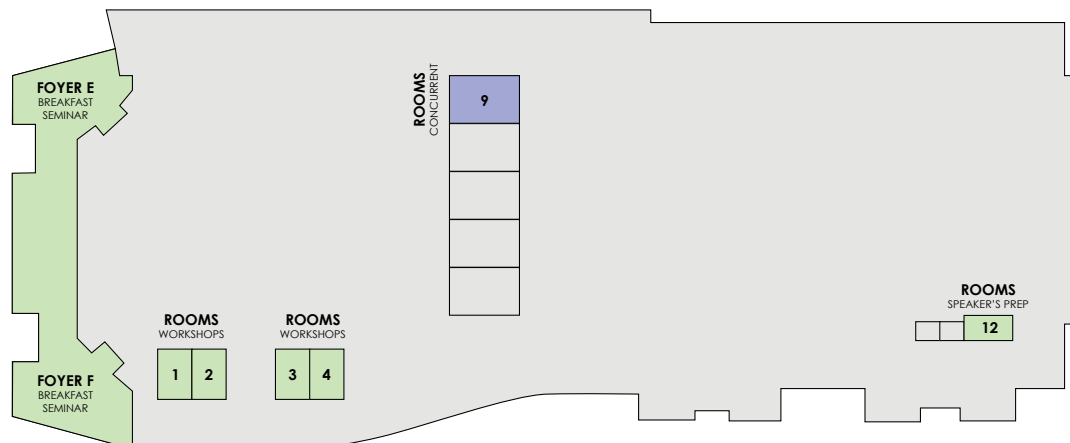 FOYER E
BREAKFAST
SEMINAR
ROOMS
CONCURRENT
9
ROOMS
SPEAKER'S PREP
12
ROOMS
WORKSHOPS
1 2
ROOMS
WORKSHOPS
3 4
FOYER F
BREAKFAST
SEMINAR